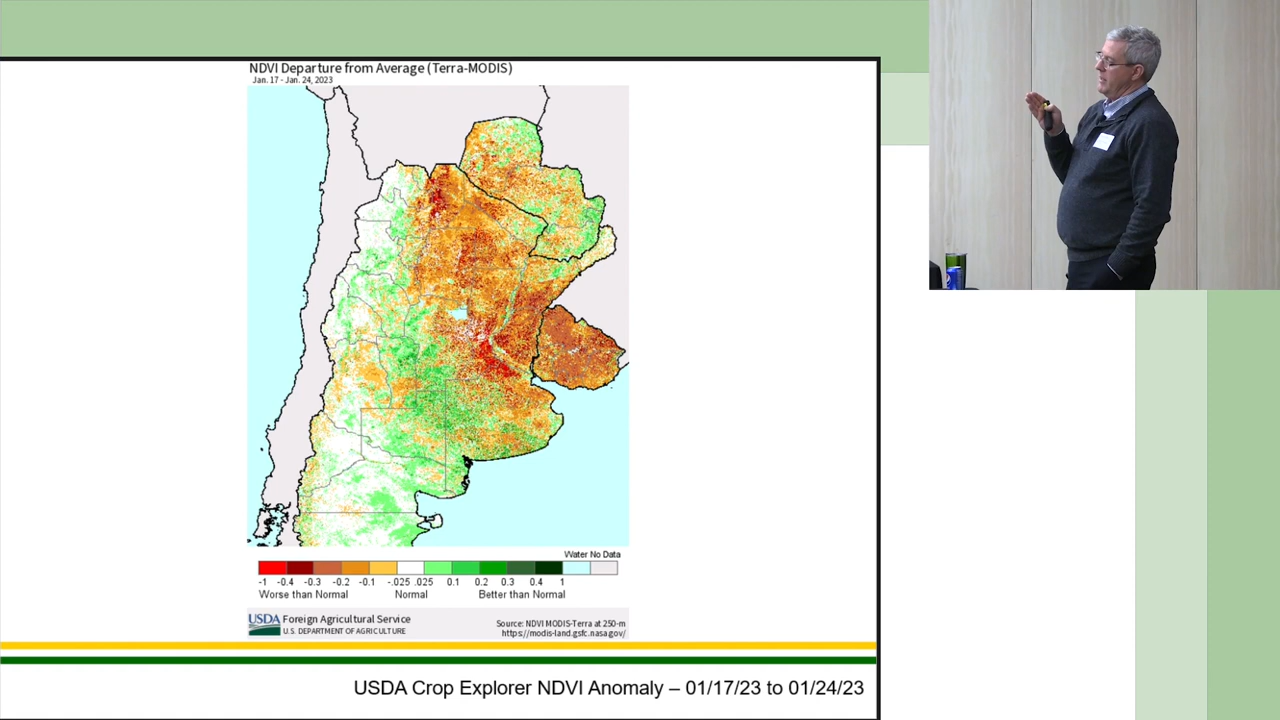 NDVI Departure from Average (Terra-MODIS)
Jan. 17 - Jan. 24, 2023
Water No Data
-1 -0.4 -0.3 -0.2 -0.1 -.025 .025 0.1 0.2 0.3 0.4 1
Worse than Normal Normal Better than Normal
USDA Foreign Agricultural Service
U.S. DEPARTMENT OF AGRICULTURE
Source: NDVI MODIS-Terra at 250-m
https://modis-land.gsfc.nasa.gov/
USDA Crop Explorer NDVI Anomaly – 01/17/23 to 01/24/23